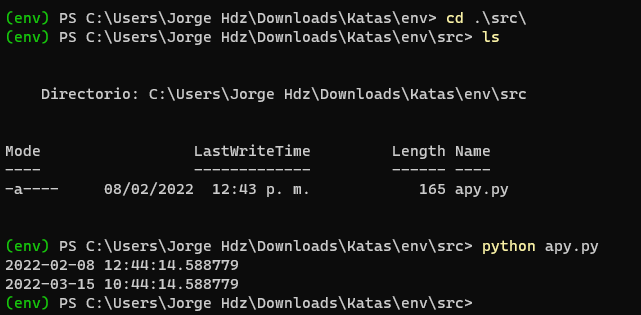 (env) PS C:\Users\Jorge Hdz\Downloads\Katas\env> cd .\src\
(env) PS C:\Users\Jorge Hdz\Downloads\Katas\env\src> ls
Directorio: C:\Users\Jorge Hdz\Downloads\Katas\env\src
Mode LastWriteTime Length Name
---- ------------- ------ ----
-a---- 08/02/2022 12:43 p. m. 165 apy.py
(env) PS C:\Users\Jorge Hdz\Downloads\Katas\env\src> python apy.py
2022-02-08 12:44:14.588779
2022-03-15 10:44:14.588779
(env) PS C:\Users\Jorge Hdz\Downloads\Katas\env\src>